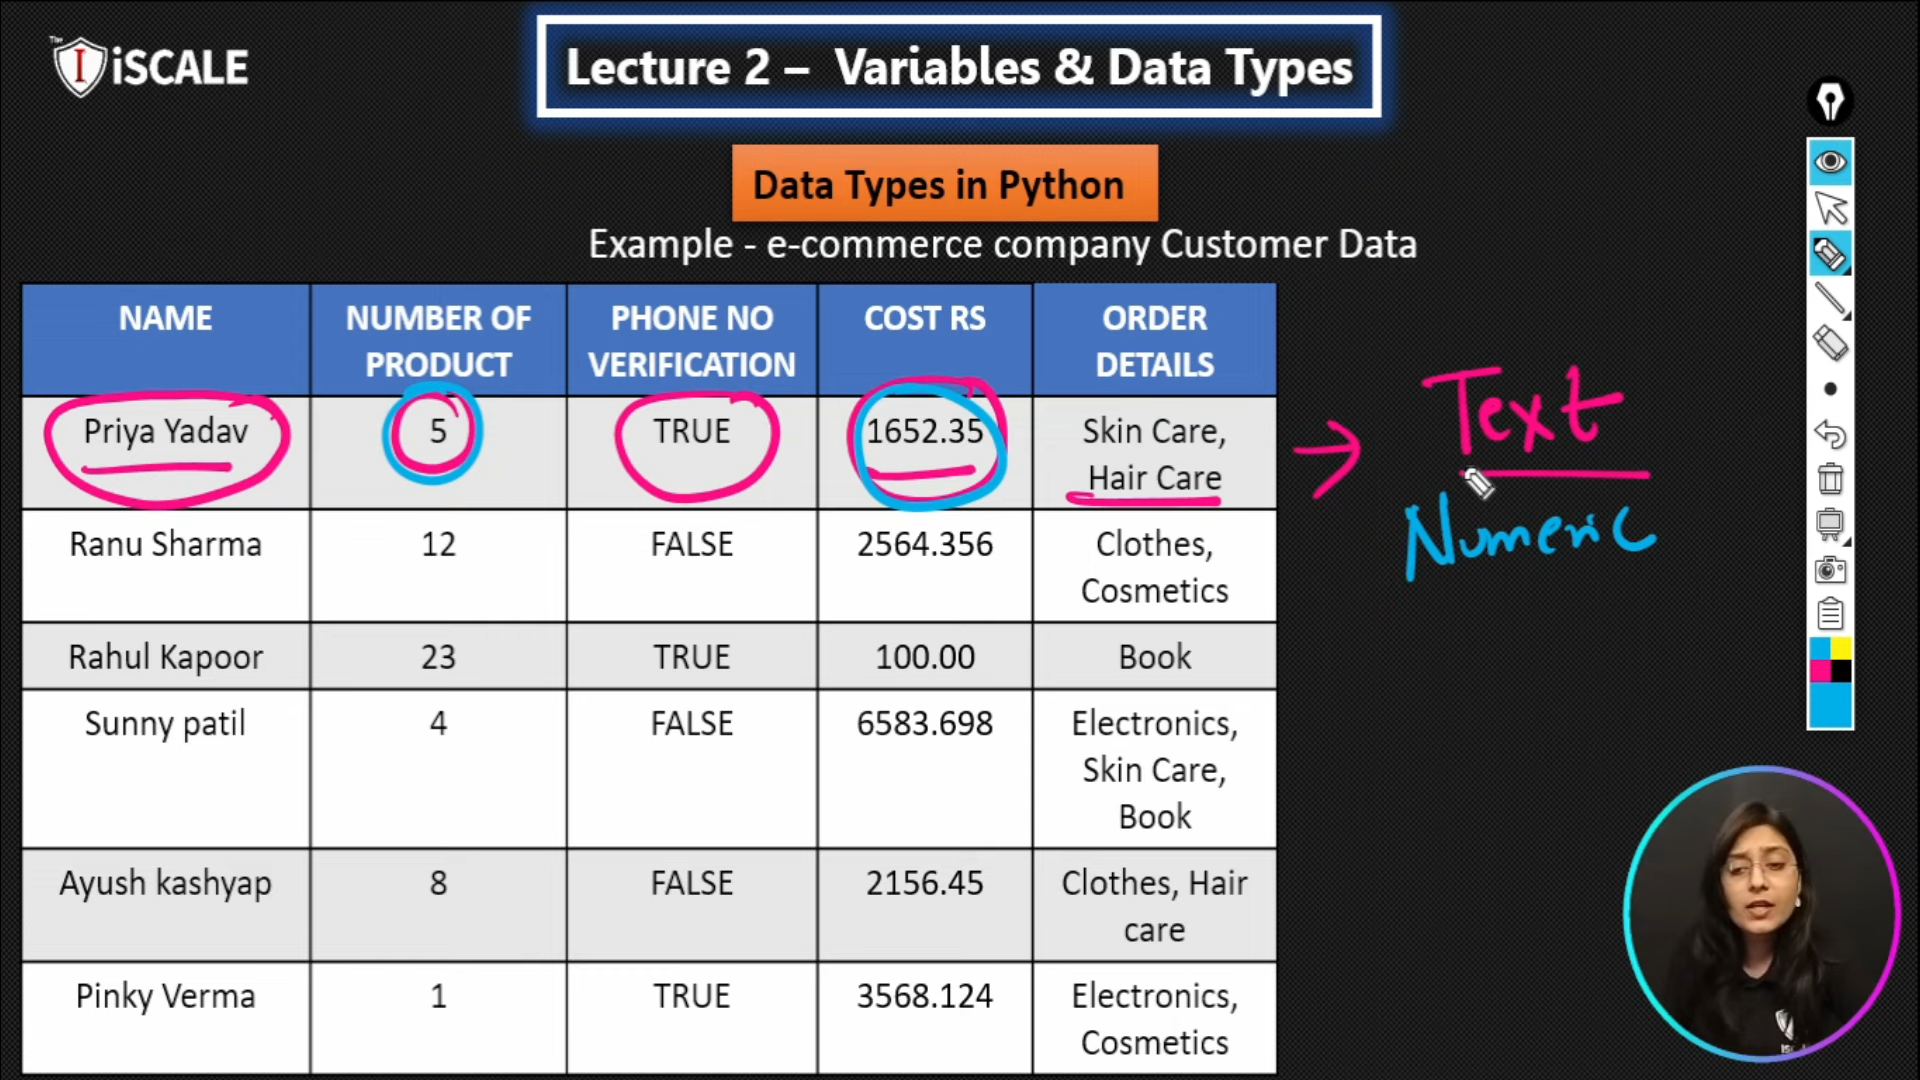 The
I iSCALE
Lecture 2 – Variables & Data Types
Data Types in Python
Example - e-commerce company Customer Data
NAME
NUMBER OF
PRODUCT
PHONE NO
VERIFICATION
COST RS
ORDER
DETAILS
Priya Yadav
5
TRUE
1652.35
Skin Care,
Hair Care
Ranu Sharma
12
FALSE
2564.356
Clothes,
Cosmetics
Rahul Kapoor
23
TRUE
100.00
Book
Sunny patil
4
FALSE
6583.698
Electronics,
Skin Care,
Book
Ayush kashyap
8
FALSE
2156.45
Clothes, Hair
care
Pinky Verma
1
TRUE
3568.124
Electronics,
Cosmetics
Text
Numeric